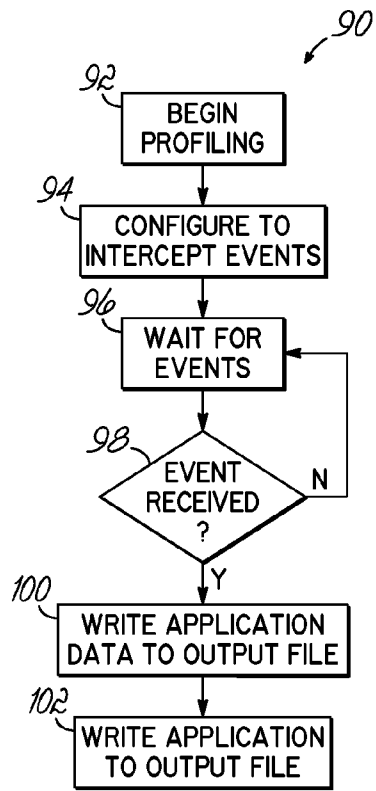 90
92
BEGIN
PROFILING
94
CONFIGURE TO
INTERCEPT EVENTS
96
WAIT FOR
EVENTS
98
EVENT
RECEIVED
?
N
Y
100
WRITE APPLICATION
DATA TO OUTPUT FILE
102
WRITE APPLICATION
TO OUTPUT FILE